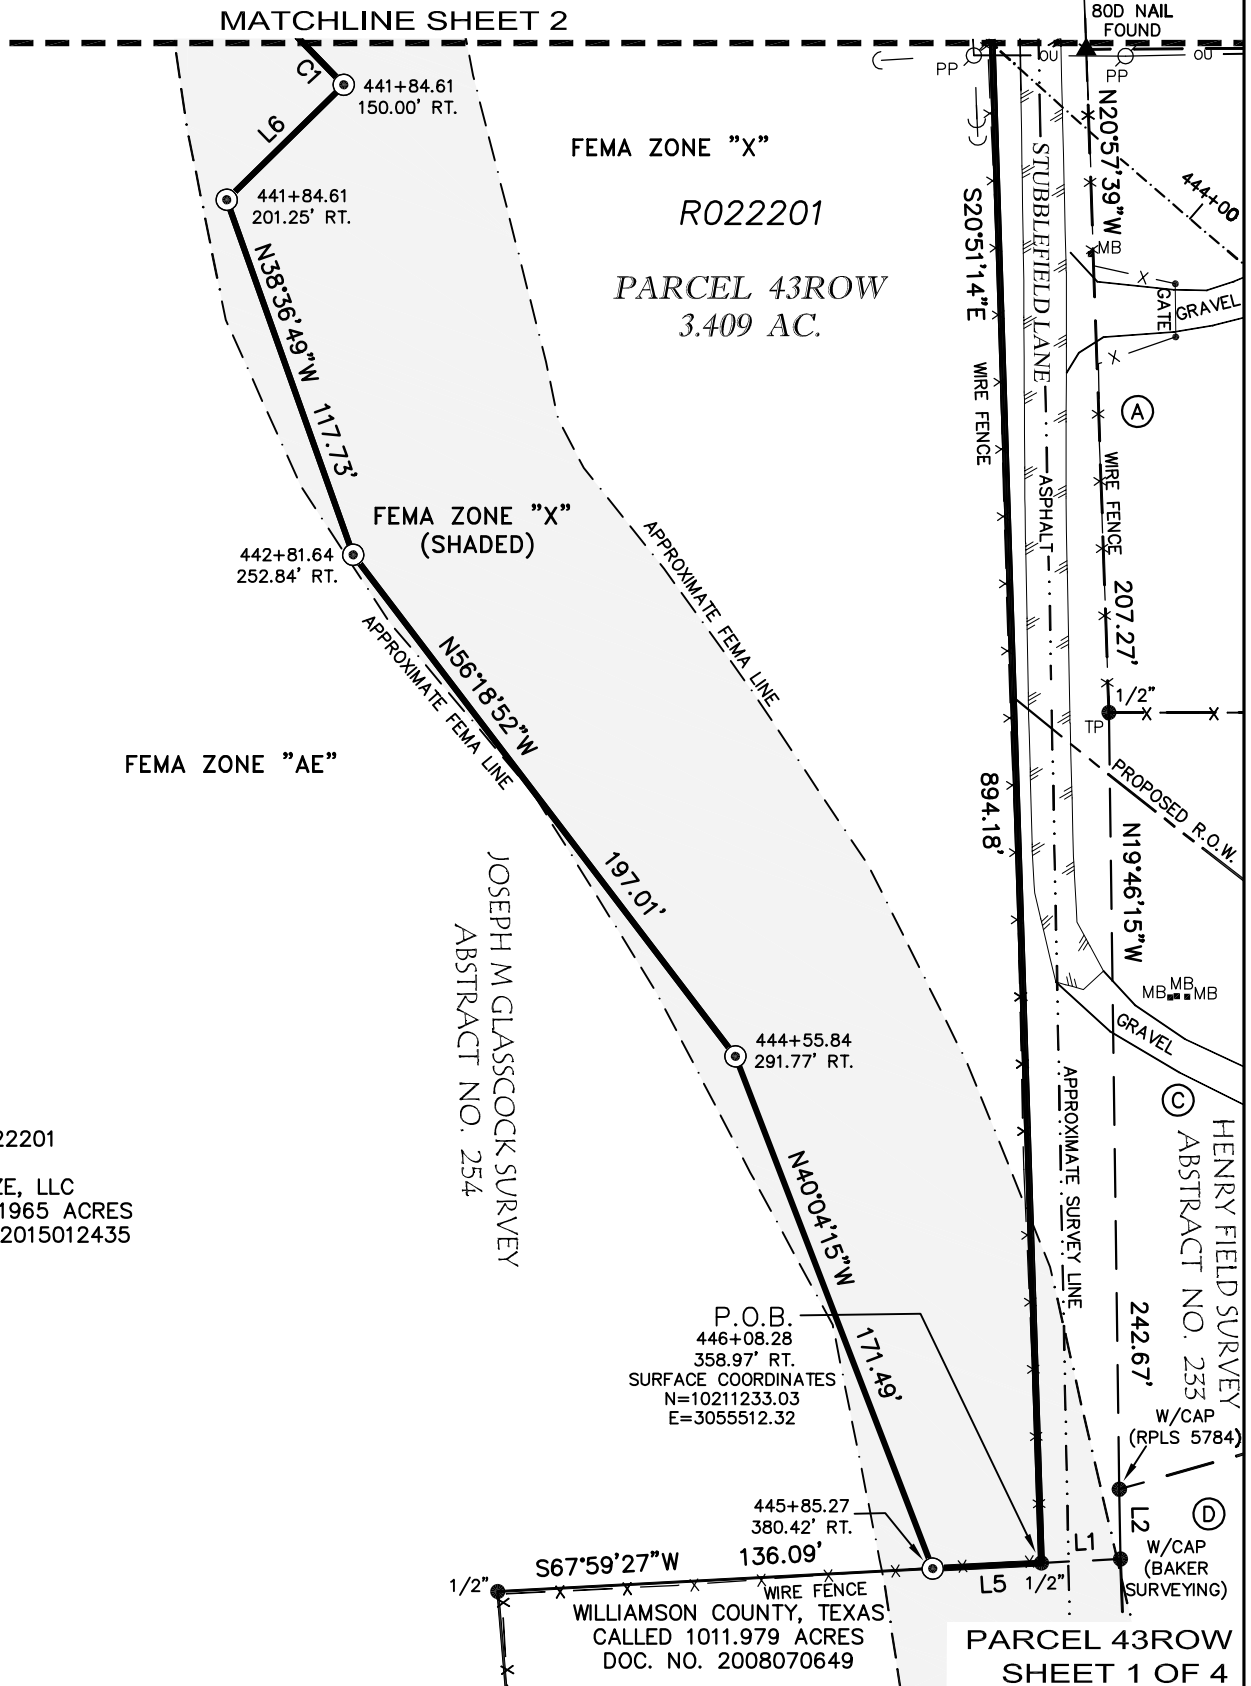 MATCHLINE SHEET 2
80D NAIL
FOUND
C1
441+84.61
150.00' RT.
L6
441+84.61
201.25' RT.
FEMA ZONE "X"
R022201
PARCEL 43ROW
3.409 AC.
PP
OU
PP
OU
N20°57'39"W
444+00
STUBBLEFIELD LANE
S20°51'14"E
MB
X
GATE
GRAVEL
X
N38°36'49"W
117.73'
WIRE FENCE
A
WIRE FENCE
ASPHALT
207.27'
FEMA ZONE "X"
(SHADED)
442+81.64
252.84' RT.
APPROXIMATE FEMA LINE
APPROXIMATE FEMA LINE
N56°18'52"W
197.01'
1/2"
TP
FEMA ZONE "AE"
894.18'
PROPOSED R.O.W.
N19°46'15"W
JOSEPH M GLASSCOCK SURVEY
ABSTRACT NO. 254
MB
MB
MB
GRAVEL
444+55.84
291.77' RT.
APPROXIMATE SURVEY LINE
C
HENRY FIELD SURVEY
ABSTRACT NO. 233
22201
ZE, LLC
1965 ACRES
2015012435
N40°04'15"W
171.49'
242.67'
P.O.B.
446+08.28
358.97' RT.
SURFACE COORDINATES
N=10211233.03
E=3055512.32
W/CAP
(RPLS 5784)
445+85.27
380.42' RT.
L2
D
L1
W/CAP
(BAKER
SURVEYING)
S67°59'27"W
136.09'
1/2"
WIRE FENCE
L5
1/2"
WILLIAMSON COUNTY, TEXAS
CALLED 1011.979 ACRES
DOC. NO. 2008070649
PARCEL 43ROW
SHEET 1 OF 4